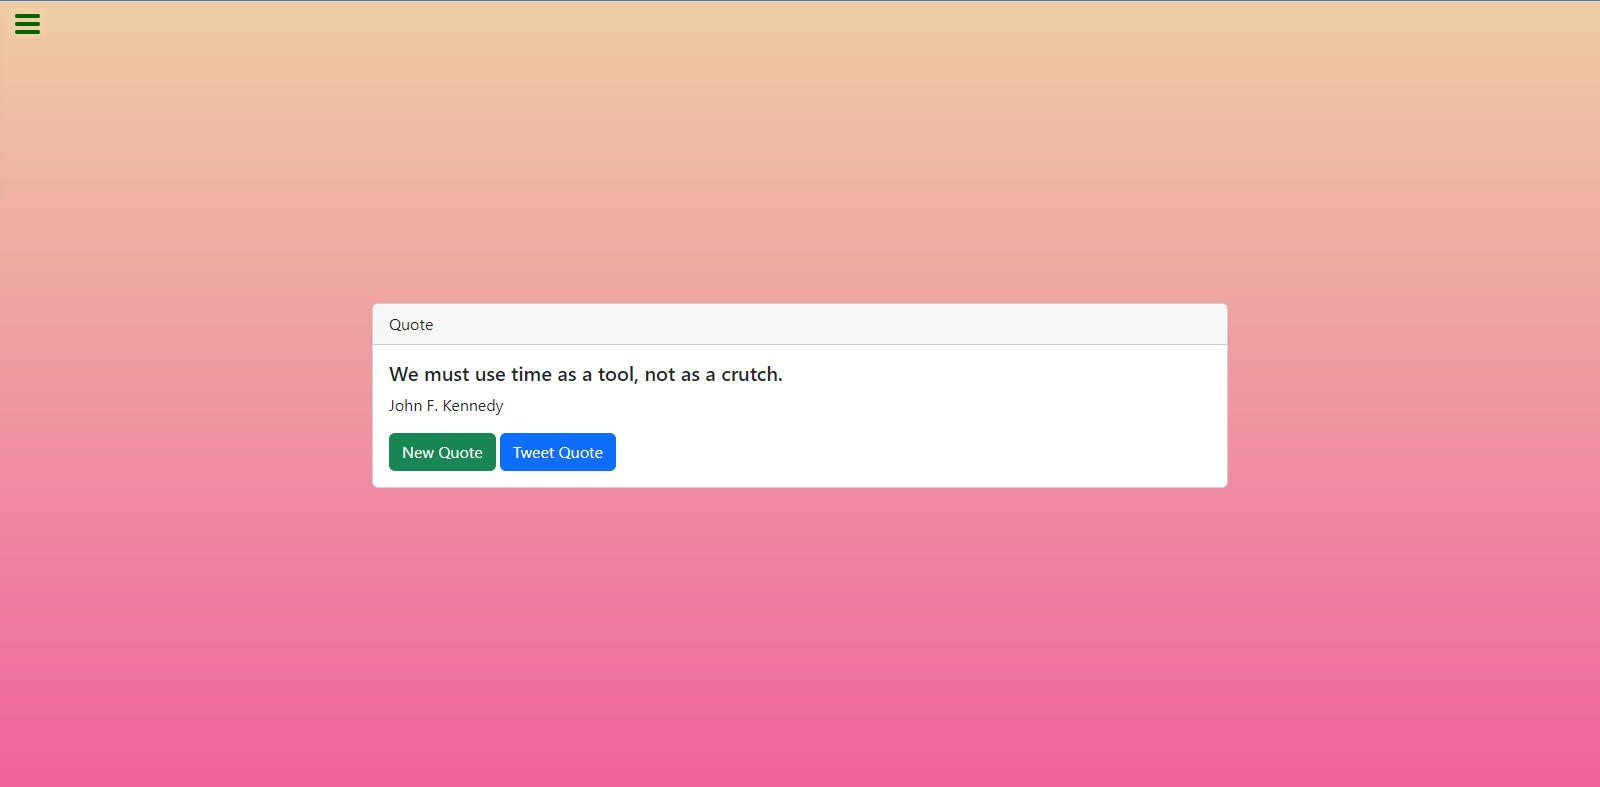 Quote
We must use time as a tool, not as a crutch.
John F. Kennedy
New Quote Tweet Quote